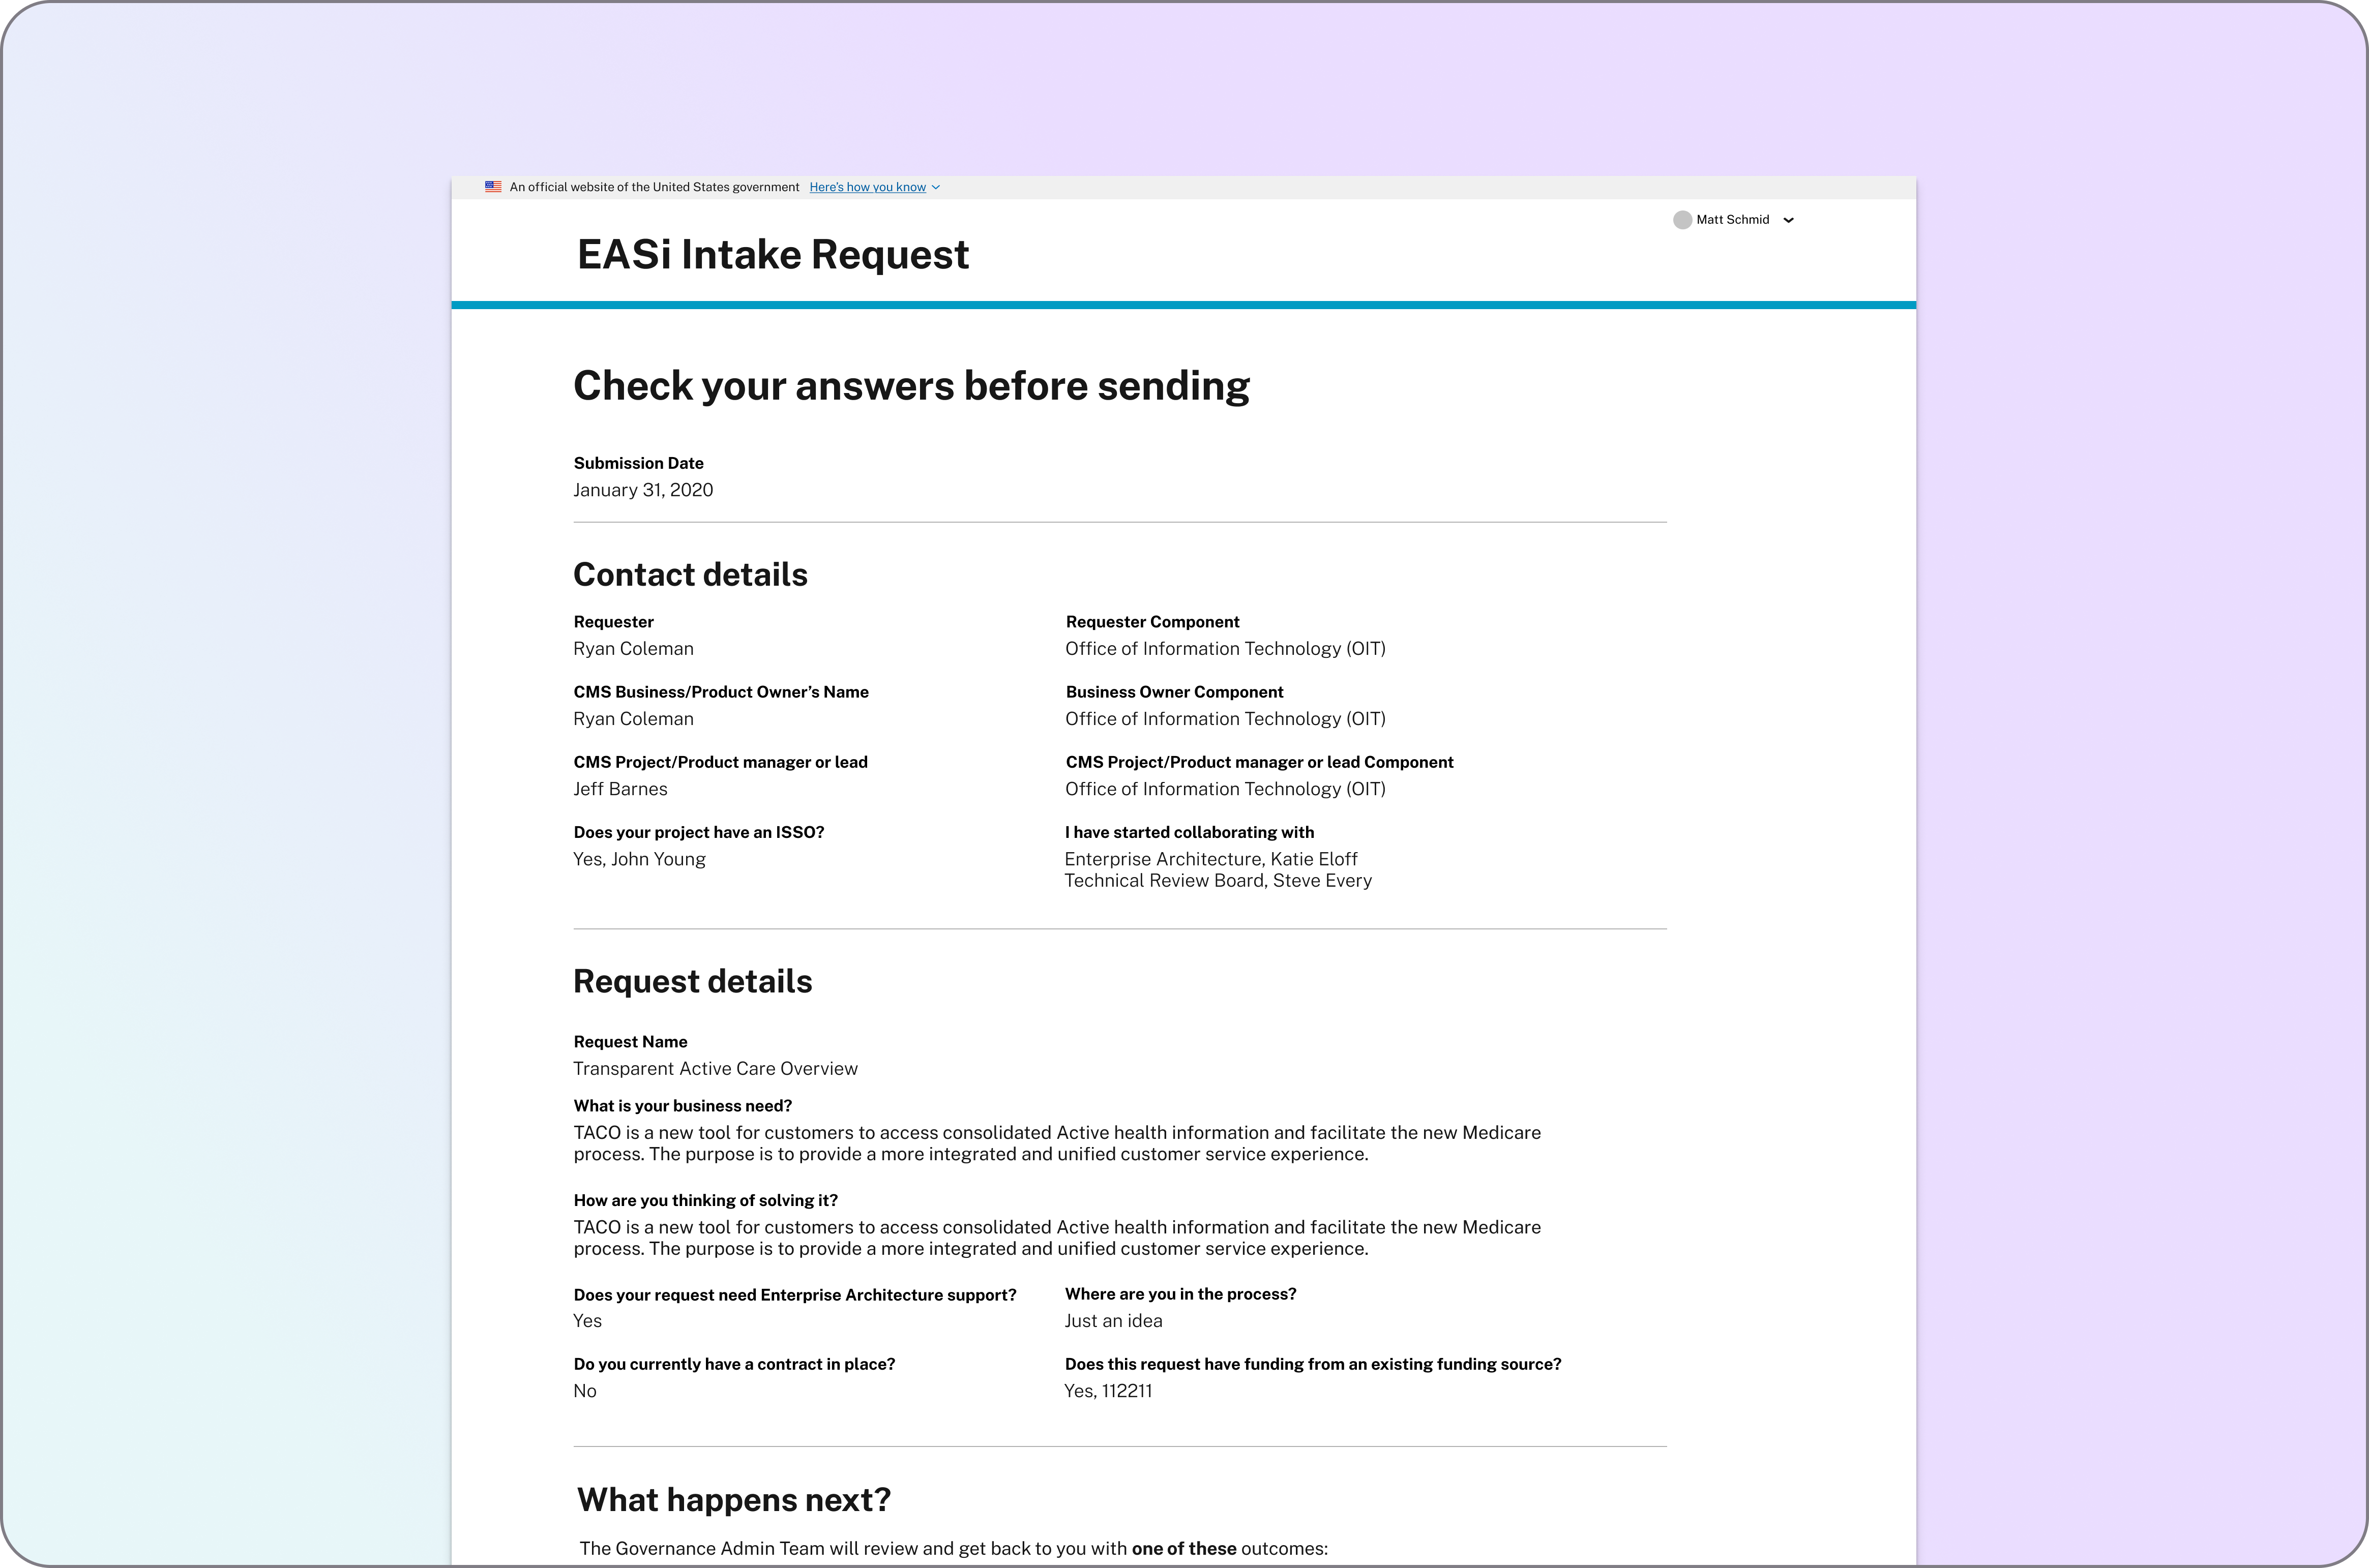 An official website of the United States government Here's how you know
Matt Schmid
EASi Intake Request
Check your answers before sending
Submission Date
January 31, 2020
Contact details
Requester
Ryan Coleman
Requester Component
Office of Information Technology (OIT)
CMS Business/Product Owner’s Name
Ryan Coleman
Business Owner Component
Office of Information Technology (OIT)
CMS Project/Product manager or lead
Jeff Barnes
CMS Project/Product manager or lead Component
Office of Information Technology (OIT)
Does your project have an ISSO?
Yes, John Young
I have started collaborating with
Enterprise Architecture, Katie Eloff
Technical Review Board, Steve Every
Request details
Request Name
Transparent Active Care Overview
What is your business need?
TACO is a new tool for customers to access consolidated Active health information and facilitate the new Medicare
process. The purpose is to provide a more integrated and unified customer service experience.
How are you thinking of solving it?
TACO is a new tool for customers to access consolidated Active health information and facilitate the new Medicare
process. The purpose is to provide a more integrated and unified customer service experience.
Does your request need Enterprise Architecture support?
Yes
Where are you in the process?
Just an idea
Do you currently have a contract in place?
No
Does this request have funding from an existing funding source?
Yes, 112211
What happens next?
The Governance Admin Team will review and get back to you with one of these outcomes: